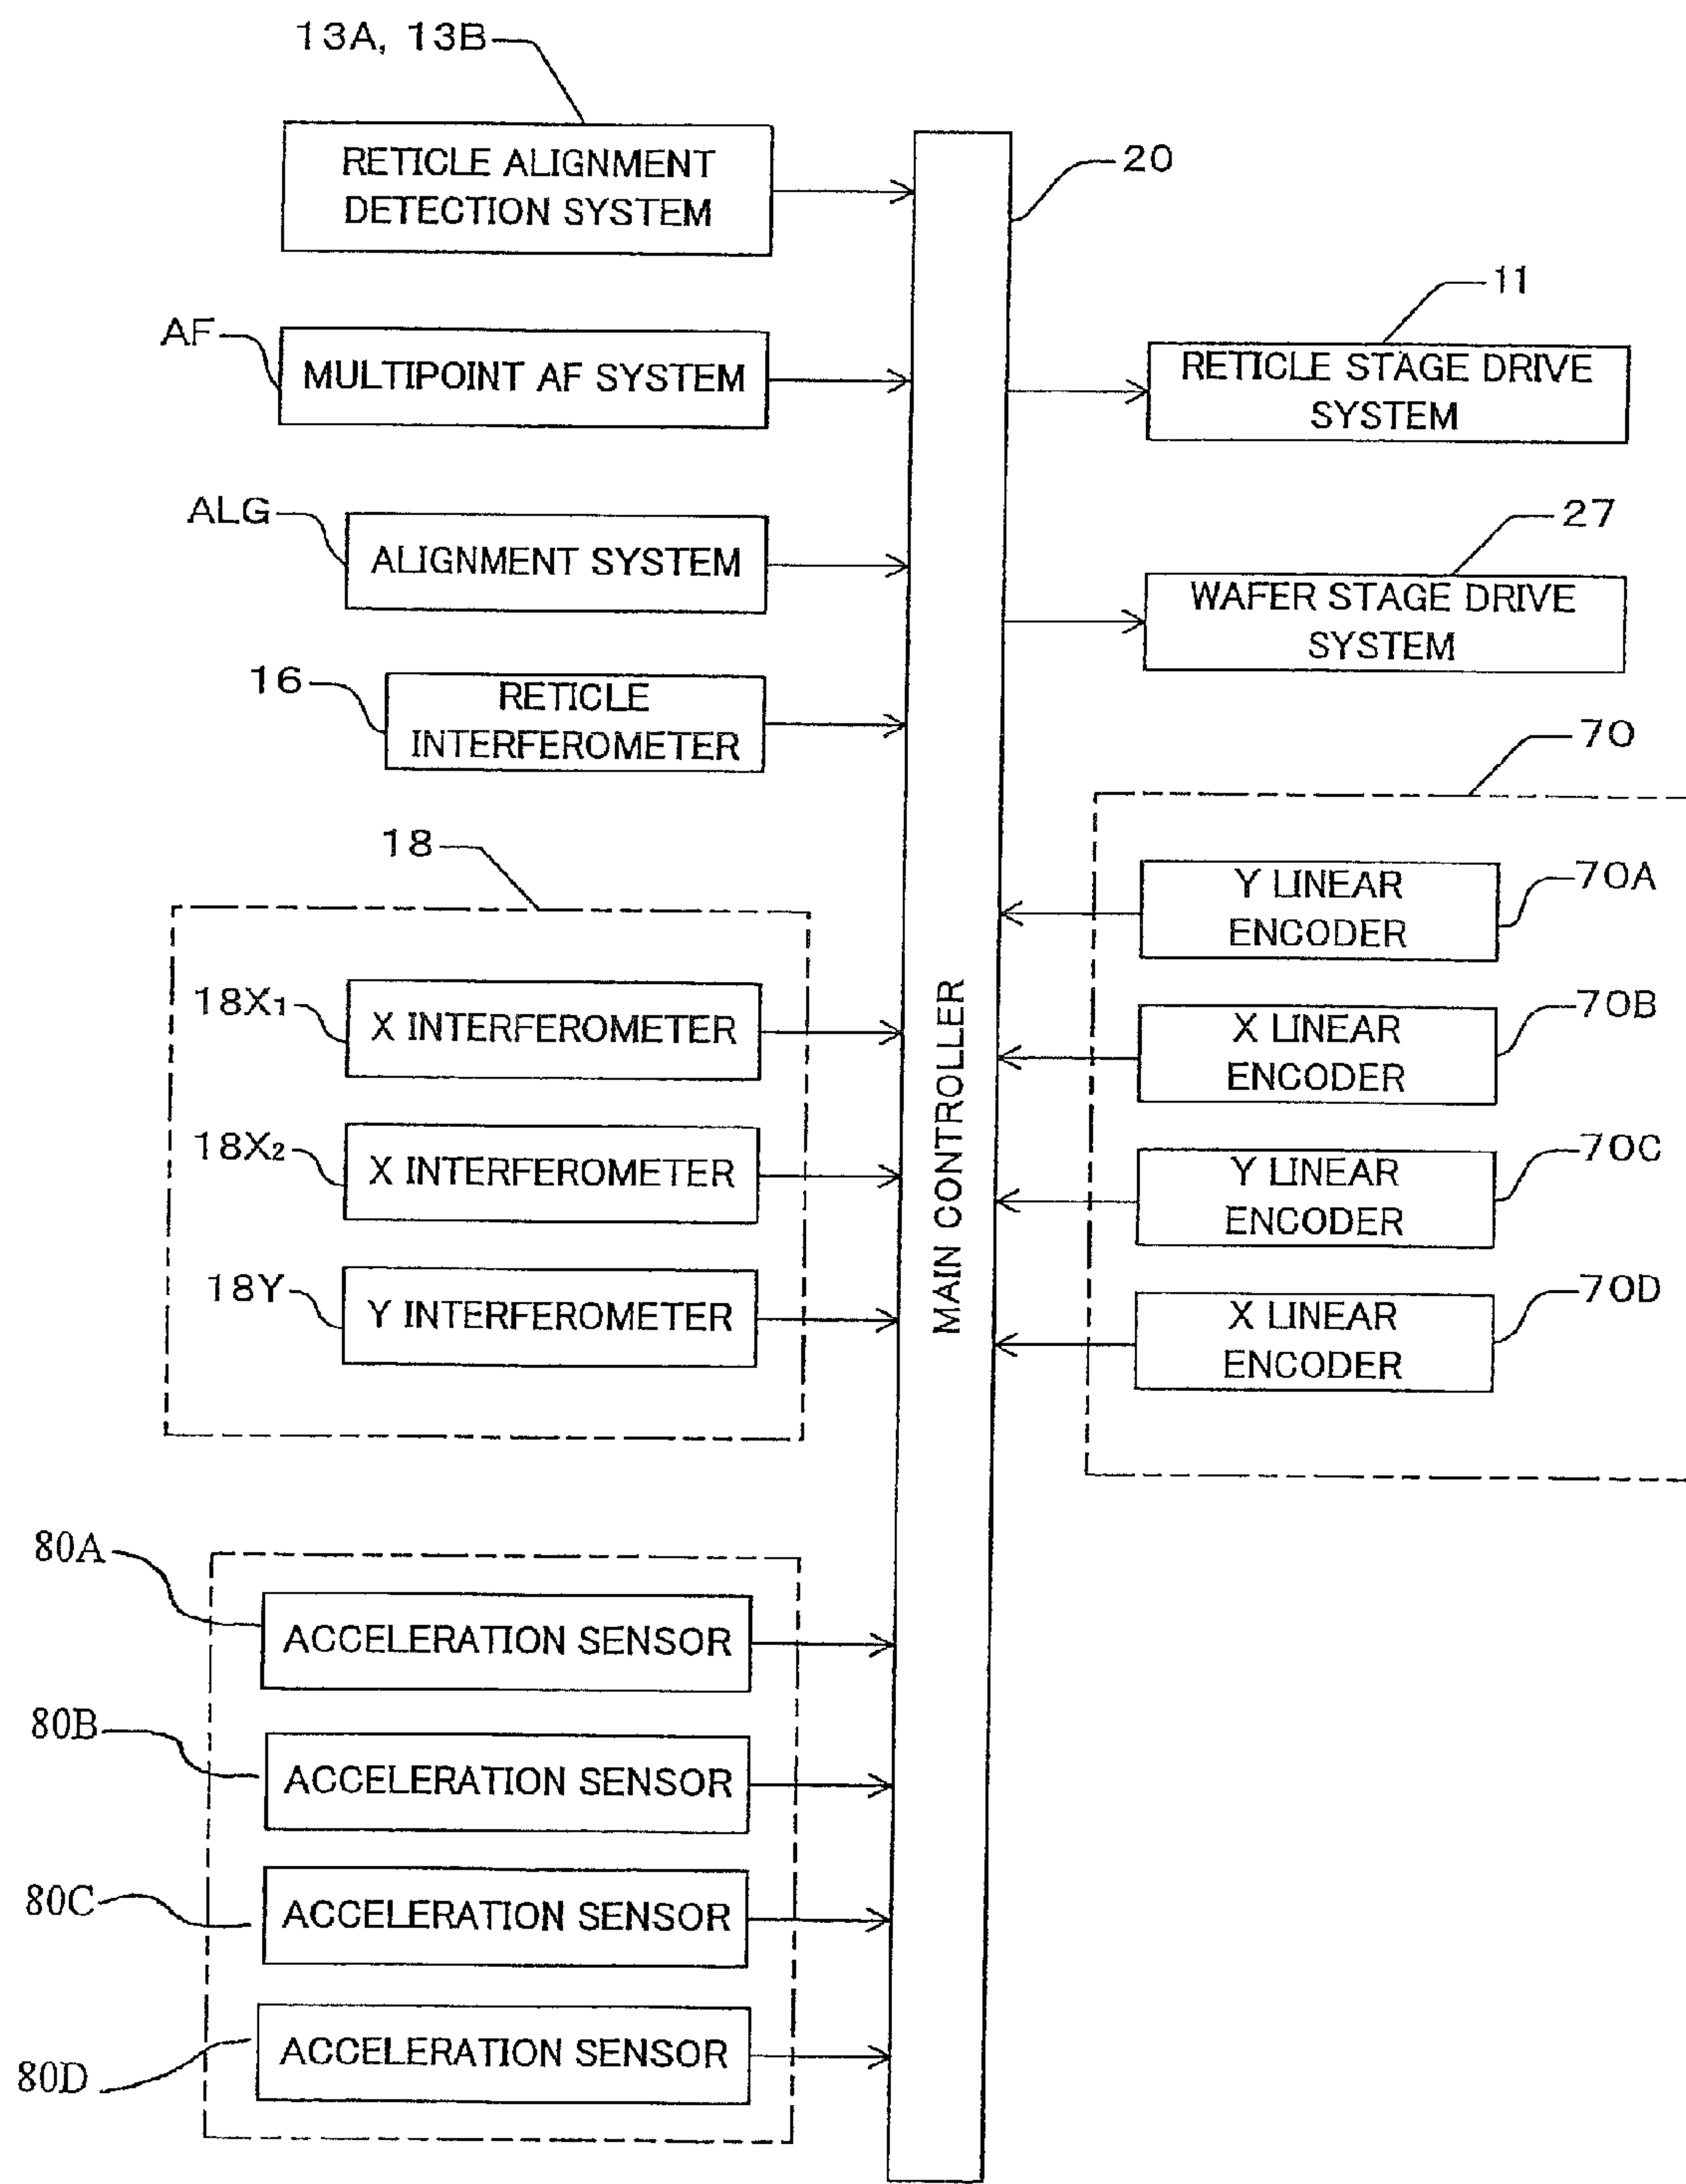 13A, 13B
RETICLE ALIGNMENT
DETECTION SYSTEM
20
11
AF
MULTIPOINT AF SYSTEM
RETICLE STAGE DRIVE
SYSTEM
ALG
ALIGNMENT SYSTEM
27
WAFER STAGE DRIVE
SYSTEM
16
RETICLE
INTERFEROMETER
70
18
Y LINEAR
ENCODER
70A
18X1
X INTERFEROMETER
X LINEAR
ENCODER
70B
MAIN CONTROLLER
18X2
X INTERFEROMETER
Y LINEAR
ENCODER
70C
18Y
Y INTERFEROMETER
X LINEAR
ENCODER
70D
80A
ACCELERATION SENSOR
80B
ACCELERATION SENSOR
80C
ACCELERATION SENSOR
80D
ACCELERATION SENSOR